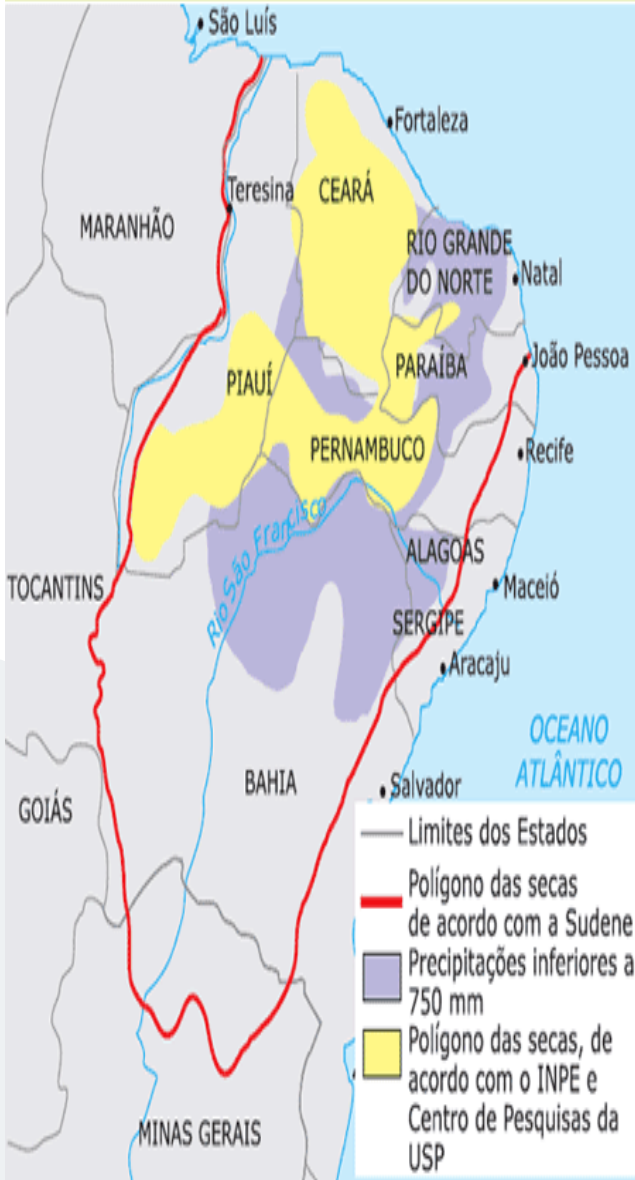 São Luís
Fortaleza
Teresina
CEARÁ
MARANHÃO
RIO GRANDE
DO NORTE
Natal
João Pessoa
PARAÍBA
PIAUÍ
PERNAMBUCO
Recife
Rio São Francisco
ALAGOAS
TOCANTINS
Maceió
SERGIPE
Aracaju
OCEANO
ATLÂNTICO
BAHIA
Salvador
GOIÁS
Limites dos Estados
Polígono das secas
de acordo com a Sudene
Precipitações inferiores a
750 mm
Polígono das secas, de
acordo com o INPE e
Centro de Pesquisas da
USP
MINAS GERAIS